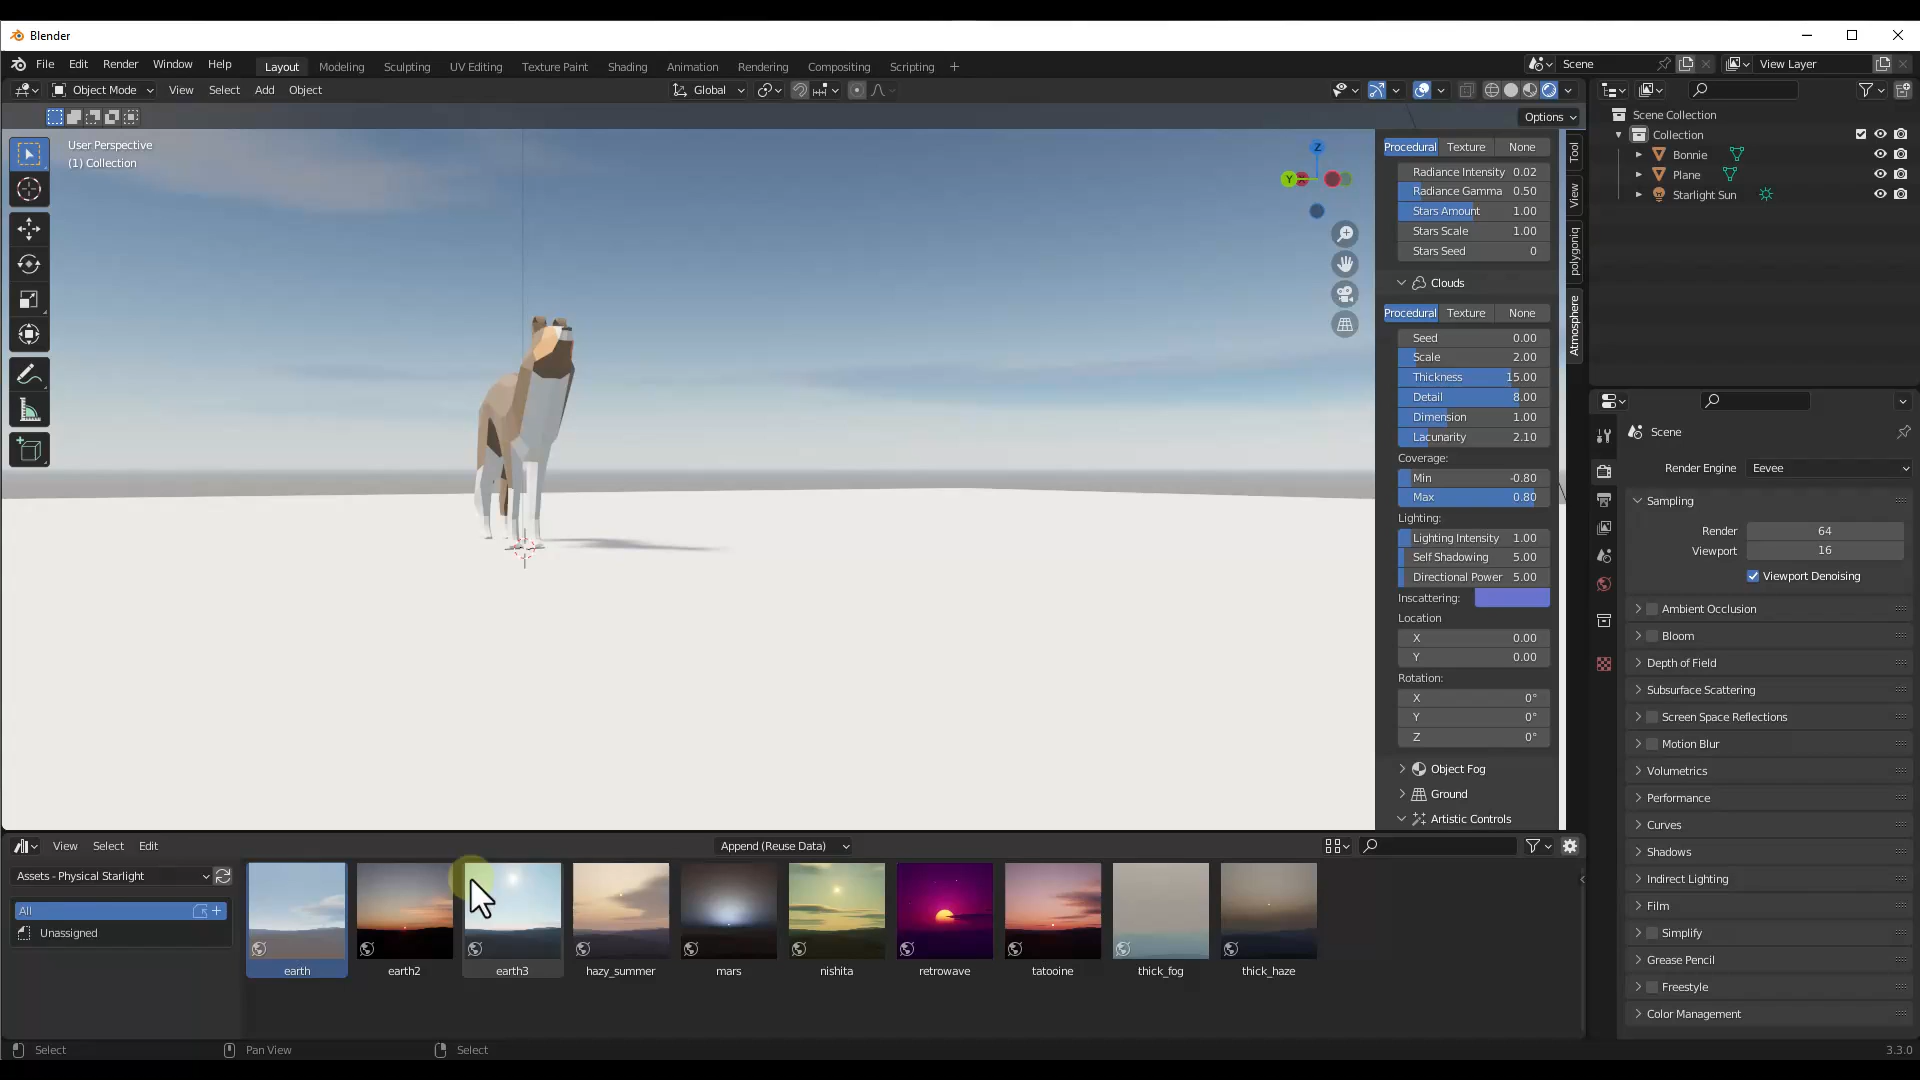 Blender
File Edit Render Window Help
Layout Modeling Sculpting UV Editing Texture Paint Shading Animation Rendering Compositing Scripting +
Scene
View Layer
Object Mode View Select Add Object
Global
Options
User Perspective
(1) Collection
Z
Y
Procedural Texture None
Radiance Intensity 0.02
Radiance Gamma 0.50
Stars Amount 1.00
Stars Scale 1.00
Stars Seed 0
Clouds
Procedural Texture None
Seed 0.00
Scale 2.00
Thickness 15.00
Detail 8.00
Dimension 1.00
Lacunarity 2.10
Coverage:
Min -0.80
Max 0.80
Lighting:
Lighting Intensity 1.00
Self Shadowing 5.00
Directional Power 5.00
Inscattering:
Location
X 0.00
Y 0.00
Rotation:
X 0°
Y 0°
Z 0°
Object Fog
Ground
Artistic Controls
Tool
View
polygoniq
Atmosphere
Scene Collection
Collection
Bonnie
Plane
Starlight Sun
Scene
Render Engine Eevee
Sampling
Render 64
Viewport 16
Viewport Denoising
Ambient Occlusion
Bloom
Depth of Field
Subsurface Scattering
Screen Space Reflections
Motion Blur
Volumetrics
Performance
Curves
Shadows
Indirect Lighting
Film
Simplify
Grease Pencil
Freestyle
Color Management
View Select Edit
Append (Reuse Data)
Assets - Physical Starlight
All
Unassigned
earth
earth2
earth3
hazy_summer
mars
nishita
retrowave
tatooine
thick_fog
thick_haze
Select Pan View Select
3.3.0